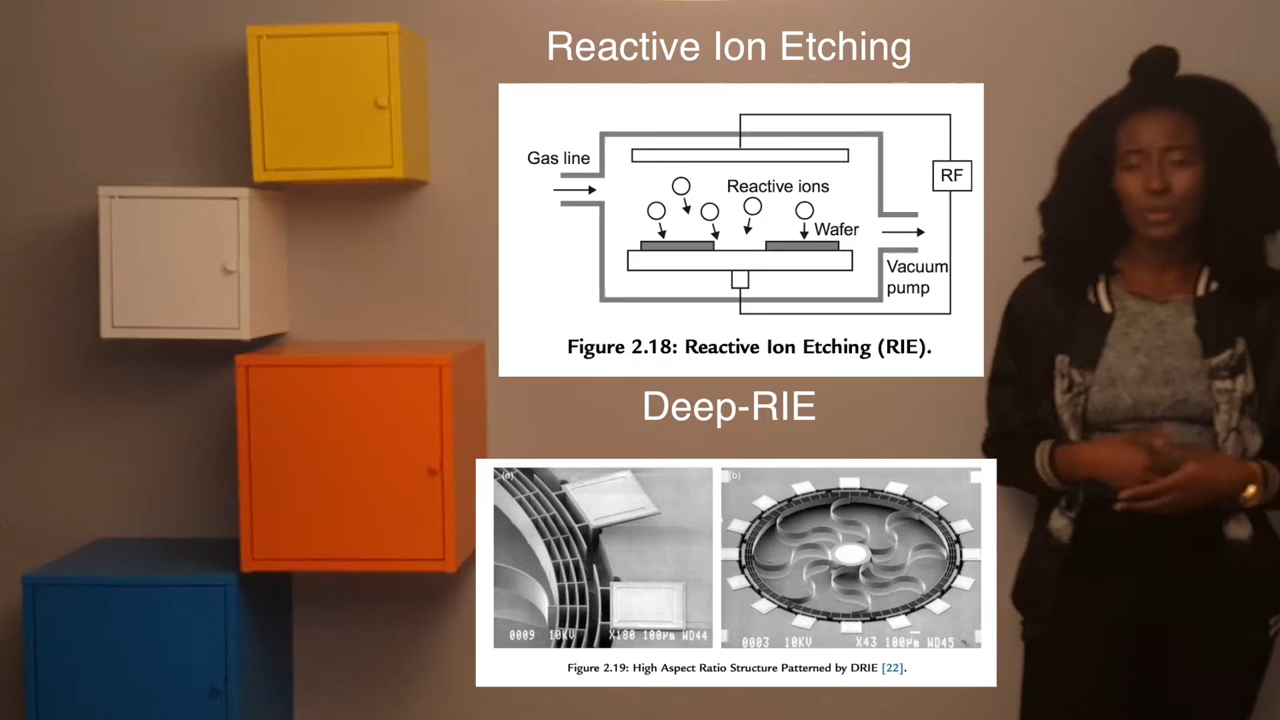 Reactive Ion Etching
Gas line
Reactive ions
RF
Wafer
Vacuum
pump
Figure 2.18: Reactive Ion Etching (RIE).
Deep-RIE
(a)
(b)
0009 10KV X180 100µm WD44
0003 10KV X43 100µm WD45
Figure 2.19: High Aspect Ratio Structure Patterned by DRIE [22].